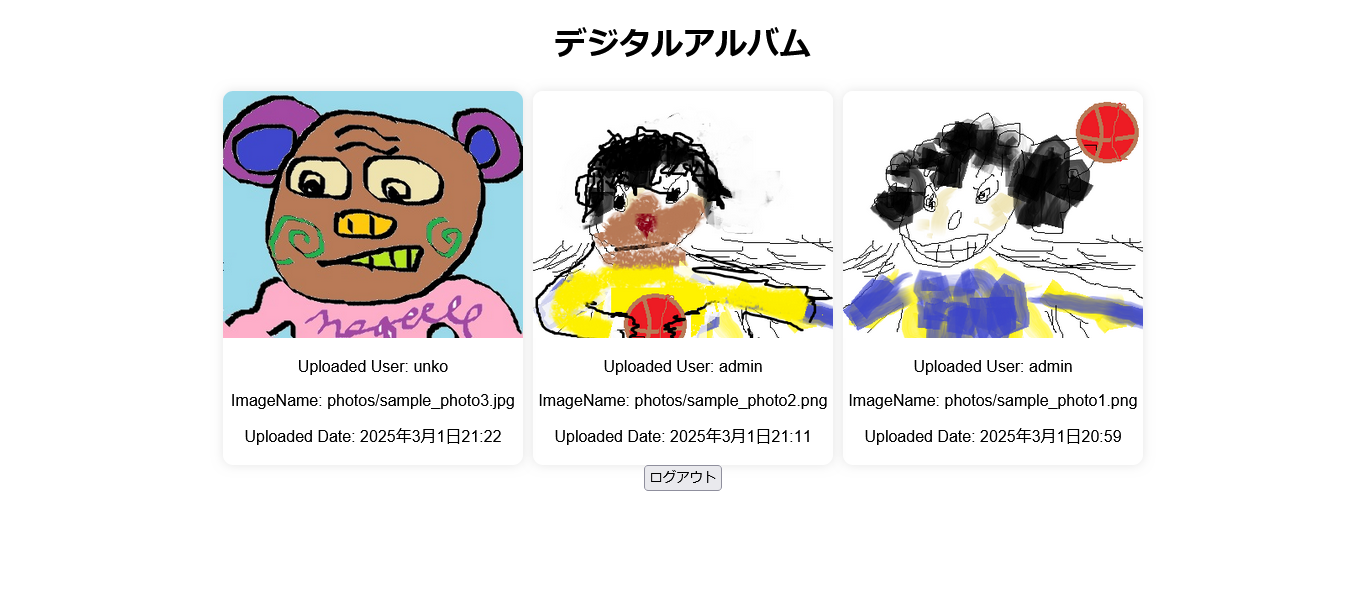 デジタルアルバム
Uploaded User: unko
ImageName: photos/sample_photo3.jpg
Uploaded Date: 2025年3月1日21:22
Uploaded User: admin
ImageName: photos/sample_photo2.png
Uploaded Date: 2025年3月1日21:11
Uploaded User: admin
ImageName: photos/sample_photo1.png
Uploaded Date: 2025年3月1日20:59
ログアウト